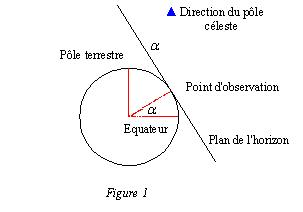 Direction du pôle
céleste
α
Pôle terrestre
Point d'observation
α
Equateur
Plan de l'horizon
Figure 1